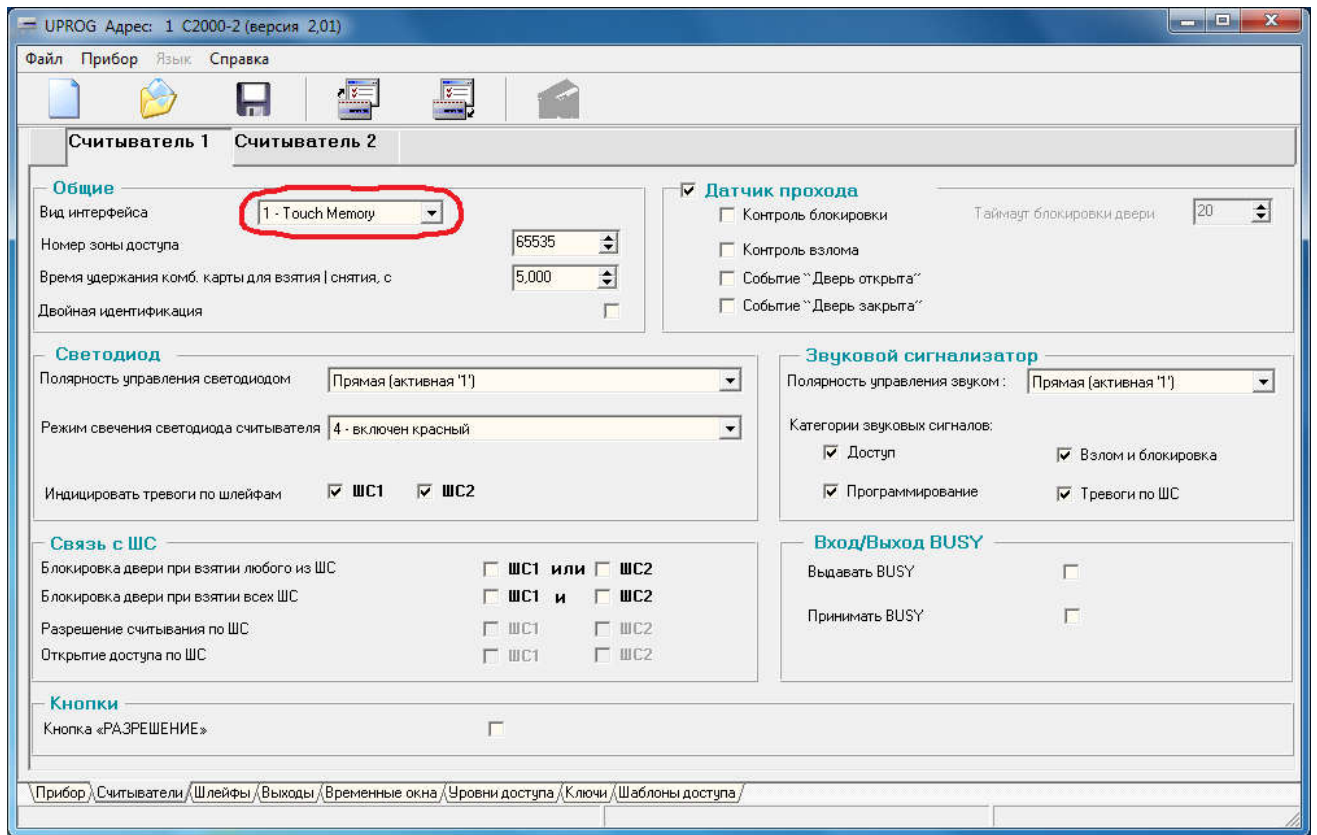 UPROG Адрес: 1 С2000-2 (версия 2,01)
Файл Прибор Язык Справка
Считыватель 1 Считыватель 2
Общие
Вид интерфейса 1 - Touch Memory
Номер зоны доступа 65535
Время удержания комб. карты для взятия | снятия, с 5,000
Двойная идентификация
Датчик прохода
Контроль блокировки Таймаут блокировки двери 20
Контроль взлома
Событие ``Дверь открыта``
Событие ``Дверь закрыта``
Светодиод
Полярность управления светодиодом Прямая (активная '1')
Режим свечения светодиода считывателя 4 - включен красный
Индицировать тревоги по шлейфам ШС1 ШС2
Звуковой сигнализатор
Полярность управления звуком : Прямая (активная '1')
Категории звуковых сигналов:
Доступ Взлом и блокировка
Программирование Тревоги по ШС
Связь с ШС
Блокировка двери при взятии любого из ШС ШС1 или ШС2
Блокировка двери при взятии всех ШС ШС1 и ШС2
Разрешение считывания по ШС ШС1 ШС2
Открытие доступа по ШС ШС1 ШС2
Вход/Выход BUSY
Выдавать BUSY
Принимать BUSY
Кнопки
Кнопка «РАЗРЕШЕНИЕ»
Прибор Считыватели Шлейфы Выходы Временные окна Уровни доступа Ключи Шаблоны доступа